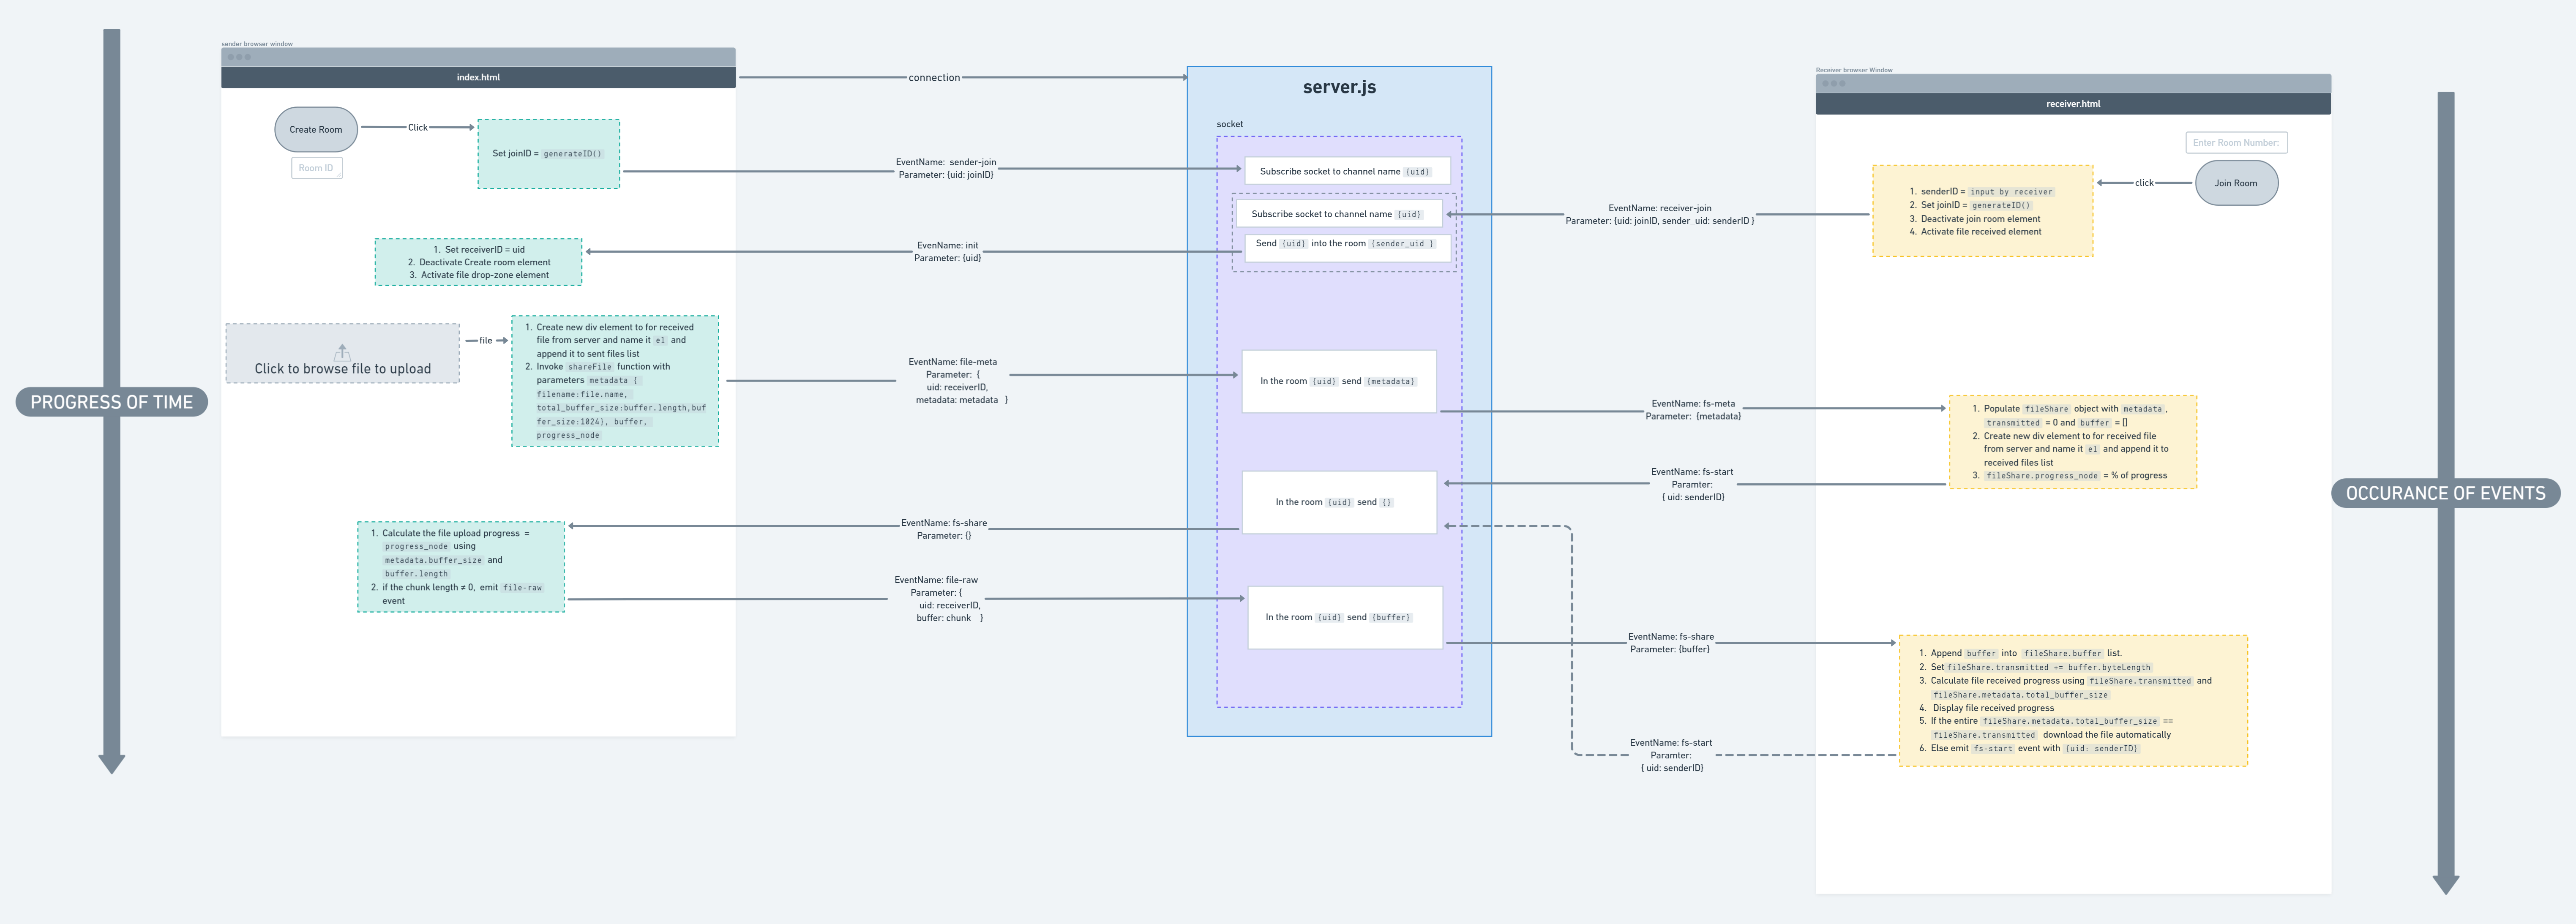 sender browser window
index.html
Create Room
Room ID
Click
Set joinID = generateID()
connection
server.js
socket
EventName: sender-join
Parameter: {uid: joinID}
Subscribe socket to channel name {uid}
Receiver browser Window
receiver.html
Enter Room Number:
Join Room
click
1. senderID = input by receiver
2. Set joinID = generateID()
3. Deactivate join room element
4. Activate file received element
EventName: receiver-join
Parameter: {uid: joinID, sender_uid: senderID }
Subscribe socket to channel name {uid}
Send {uid} into the room {sender_uid }
EvenName: init
Parameter: {uid}
1. Set receiverID = uid
2. Deactivate Create room element
3. Activate file drop-zone element
Click to browse file to upload
file
1. Create new div element to for received
file from server and name it el and
append it to sent files list
2. Invoke shareFile function with
parameters metadata {
filename:file.name,
total_buffer_size:buffer.length,buf
fer_size:1024}, buffer,
progress_node
EventName: file-meta
Parameter: {
uid: receiverID,
metadata: metadata }
In the room {uid} send {metadata}
EventName: fs-meta
Parameter: {metadata}
1. Populate fileShare object with metadata ,
transmitted = 0 and buffer = []
2. Create new div element to for received file
from server and name it el and append it to
received files list
3. fileShare.progress_node = % of progress
EventName: fs-start
Paramter:
{ uid: senderID}
In the room {uid} send {}
EventName: fs-share
Parameter: {}
1. Calculate the file upload progress =
progress_node using
metadata.buffer_size and
buffer.length
2. if the chunk length ≠ 0, emit file-raw
event
EventName: file-raw
Parameter: {
uid: receiverID,
buffer: chunk }
In the room {uid} send {buffer}
EventName: fs-share
Parameter: {buffer}
1. Append buffer into fileShare.buffer list.
2. Set fileShare.transmitted += buffer.byteLength
3. Calculate file received progress using fileShare.transmitted and
fileShare.metadata.total_buffer_size
4. Display file received progress
5. If the entire fileShare.metadata.total_buffer_size ==
fileShare.transmitted download the file automatically
6. Else emit fs-start event with {uid: senderID}
EventName: fs-start
Paramter:
{ uid: senderID}
PROGRESS OF TIME
OCCURANCE OF EVENTS